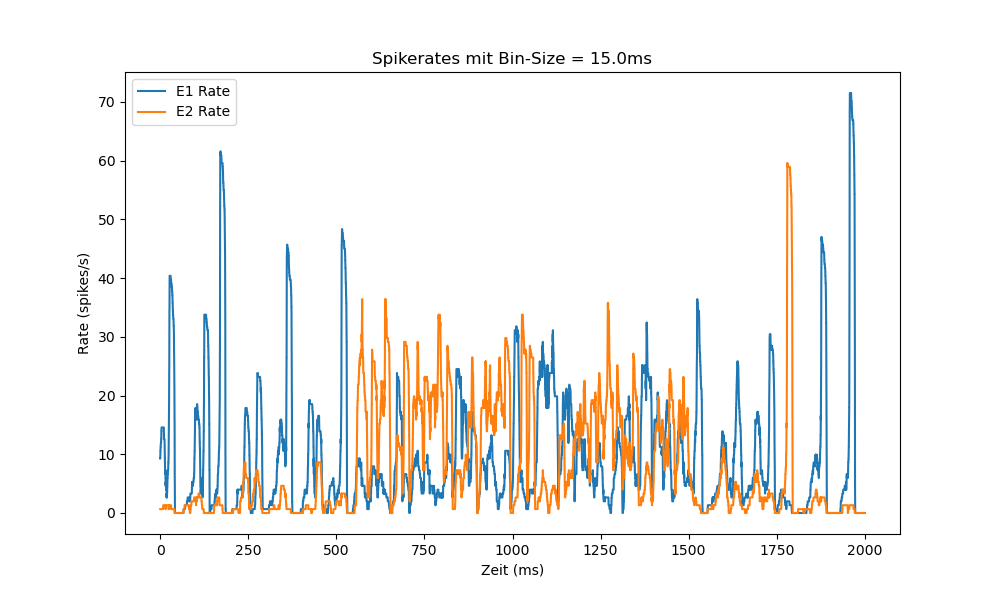 Spikerates mit Bin-Size = 15.0ms
E1 Rate
E2 Rate
Rate (spikes/s)
70
60
50
40
30
20
10
0
0 250 500 750 1000 1250 1500 1750 2000
Zeit (ms)